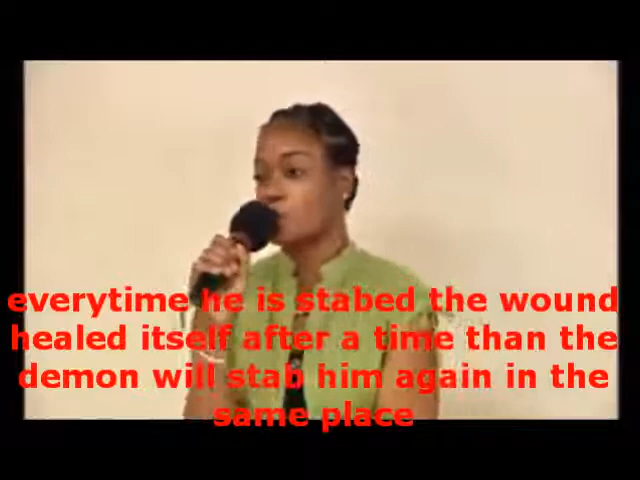 everytime he is stabed the wound
healed itself after a time than the
demon will stab him again in the
same place